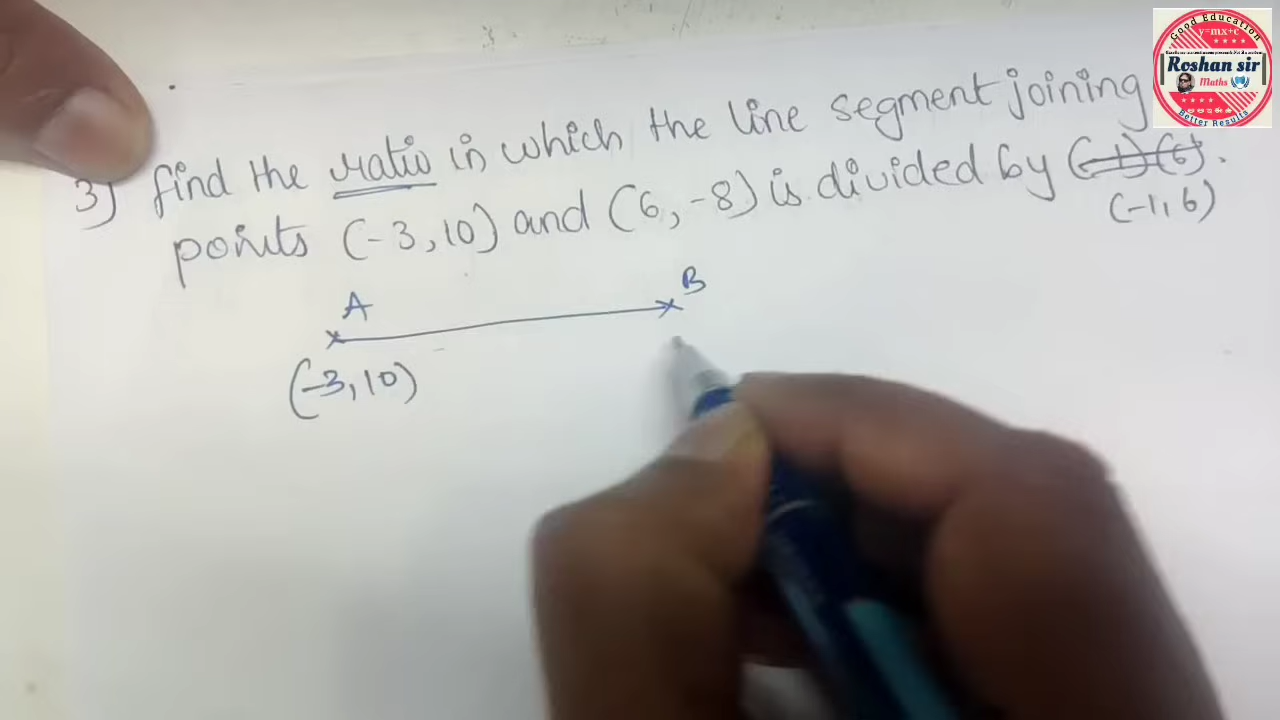 Good Education
y=mx+c
Roshan sir
Maths
Better Results
3) find the ratio in which the line segment joining
points (-3,10) and (6,-8) is divided by (-1)(6).
(-1,6)
A
B
(-3,10)